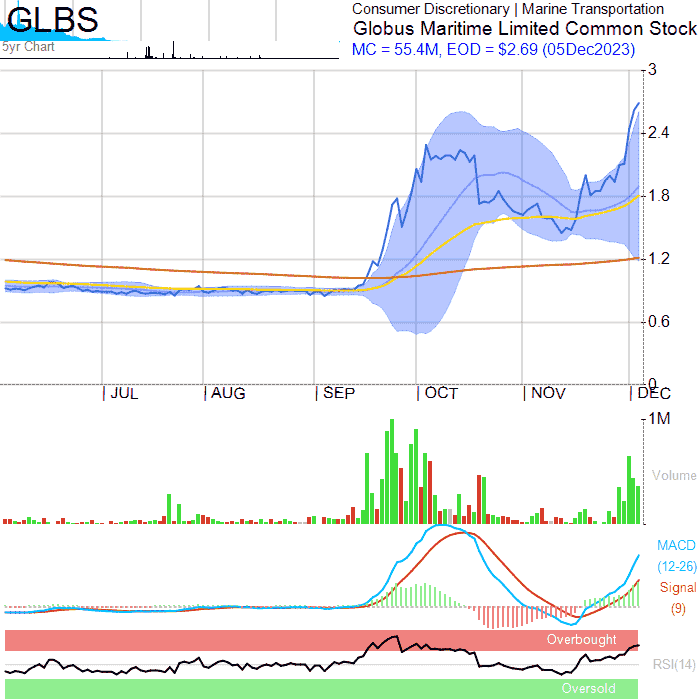 GLBS
Consumer Discretionary | Marine Transportation
Globus Maritime Limited Common Stock
MC = 55.4M, EOD = $2.69 (05Dec2023)
5yr Chart
3
2.4
1.8
1.2
0.6
0
JUL AUG SEP OCT NOV DEC
1M
Volume
MACD
(12-26)
Signal
(9)
Overbought
RSI(14)
Oversold